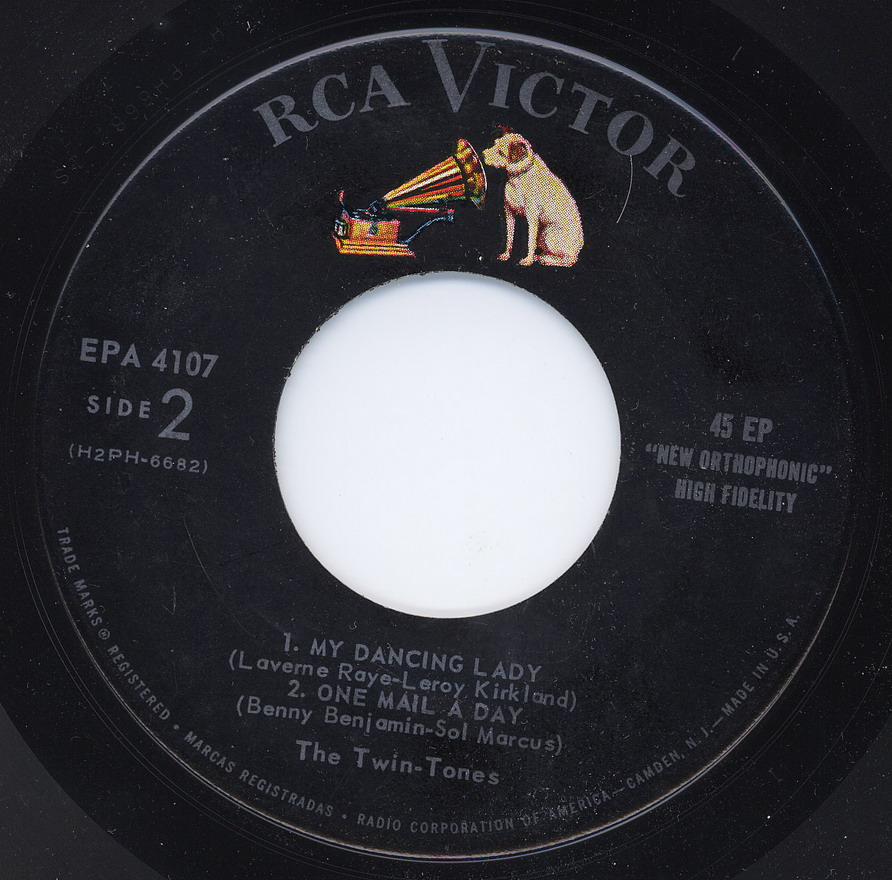 RCA VICTOR
EPA 4107
SIDE 2
(H2PH-6682)
45 EP
“NEW ORTHOPHONIC”
HIGH FIDELITY
1. MY DANCING LADY
(Laverne Raye-Leroy Kirkland)
2. ONE MAIL A DAY
(Benny Benjamin-Sol Marcus)
The Twin-Tones
TRADE MARKS ® REGISTERED • MARCAS REGISTRADAS • RADIO CORPORATION OF AMERICA—CAMDEN, N. J.—MADE IN U. S. A.